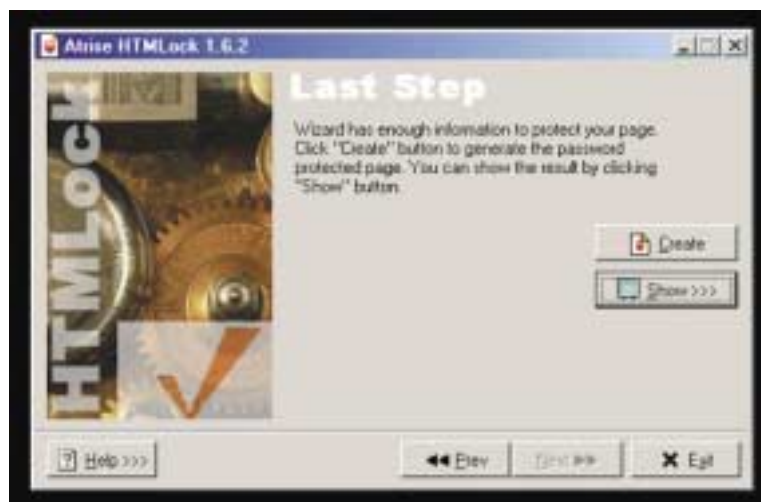 Atrise HTMLock 1.6.2
HTMLock
Last Step
Wizard has enough information to protect your page.
Click "Create" button to generate the password
protected page. You can show the result by clicking
"Show" button.
Create
Show >>>
? Help >>>
Prev
Next
Exit